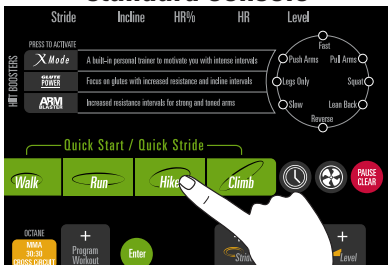 Standard Consoles
Stride Incline HR% HR Level
PRESS TO ACTIVATE
HIIT BOOSTERS
X Mode A built-in personal trainer to motivate you with intense intervals
GLUTE POWER Focus on glutes with increased resistance and incline intervals
ARM BLASTER Increased resistance intervals for strong and toned arms
Fast
Push Arms Pull Arms
Legs Only Squat
Slow Lean Back
Reverse
Quick Start / Quick Stride
Walk Run Hike Climb
PAUSE
CLEAR
OCTANE
MMA
30:30
CROSS CIRCUIT
+
Program
Workout
Enter
Stride
+
Level